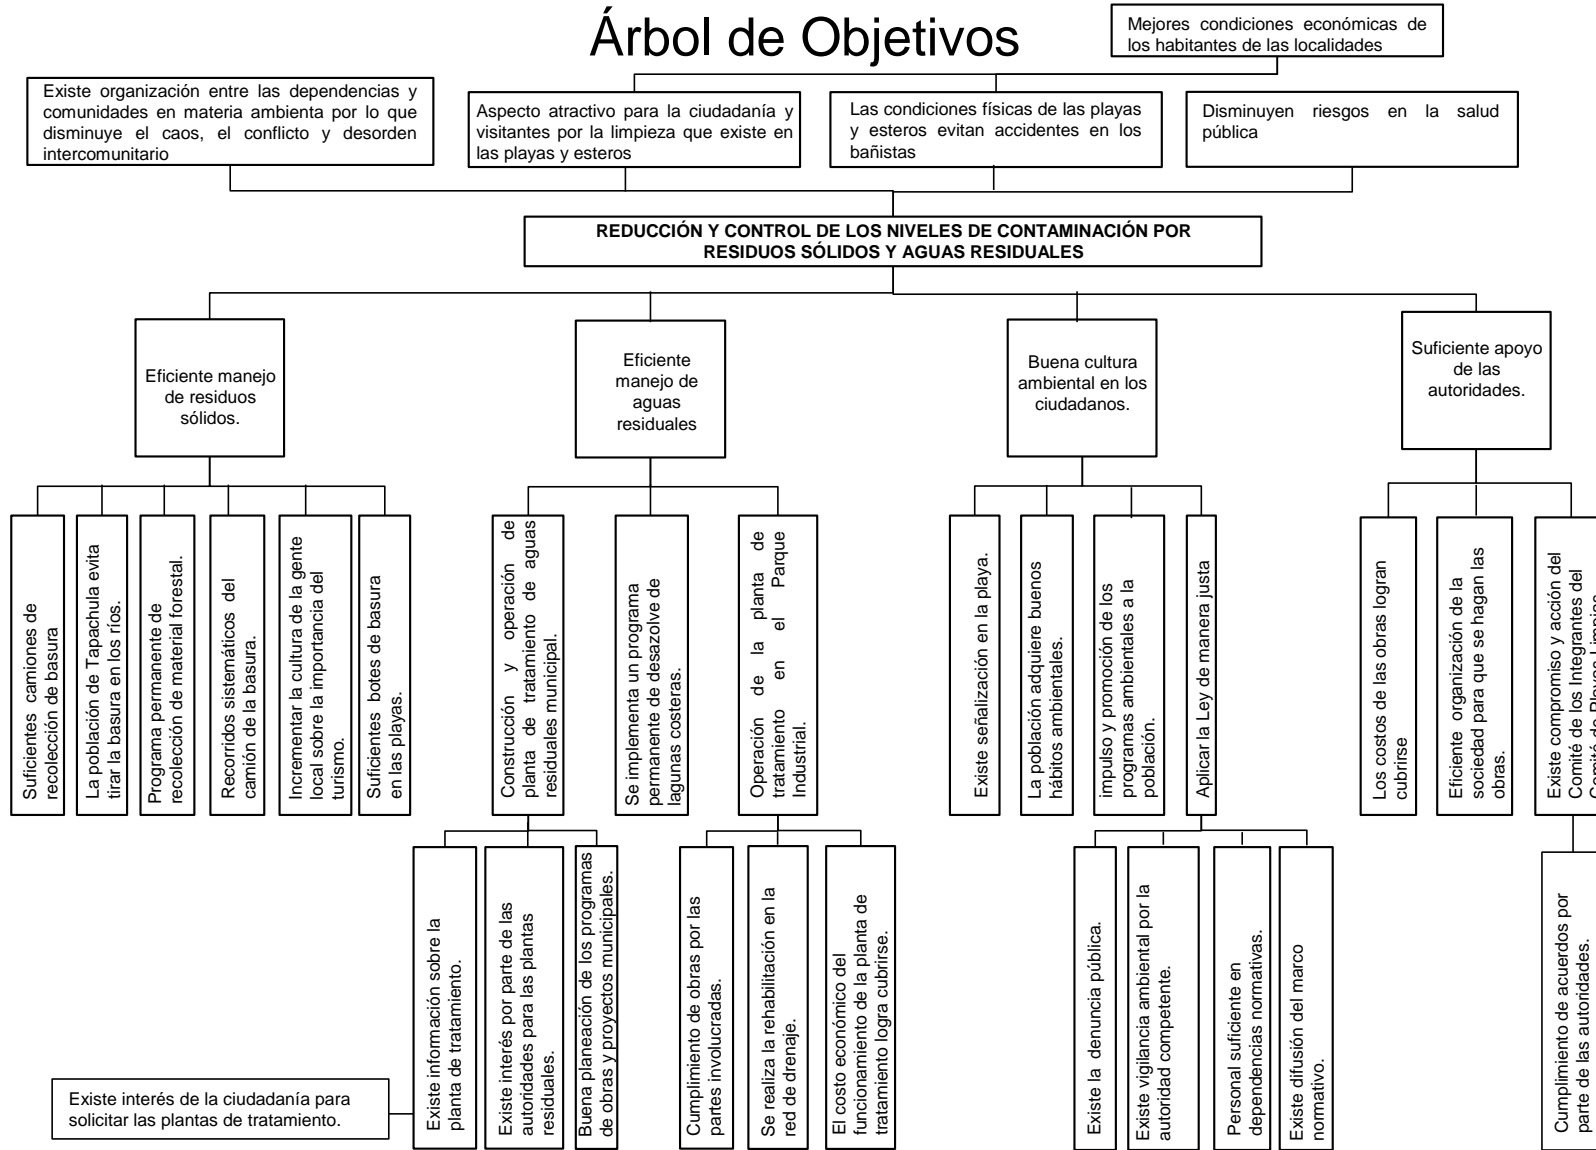 Árbol de Objetivos
Mejores condiciones económicas de
los habitantes de las localidades
Existe organización entre las dependencias y
comunidades en materia ambienta por lo que
disminuye el caos, el conflicto y desorden
intercomunitario
Aspecto atractivo para la ciudadanía y
visitantes por la limpieza que existe en
las playas y esteros
Las condiciones físicas de las playas
y esteros evitan accidentes en los
bañistas
Disminuyen riesgos en la salud
pública
REDUCCIÓN Y CONTROL DE LOS NIVELES DE CONTAMINACIÓN POR
RESIDUOS SÓLIDOS Y AGUAS RESIDUALES
Eficiente manejo
de residuos
sólidos.
Eficiente
manejo de
aguas
residuales
Buena cultura
ambiental en los
ciudadanos.
Suficiente apoyo
de las
autoridades.
Suficientes camiones de
recolección de basura
La población de Tapachula evita
tirar la basura en los ríos.
Programa permanente de
recolección de material forestal.
Recorridos sistemáticos del
camión de la basura.
Incrementar la cultura de la gente
local sobre la importancia del
turismo.
Suficientes botes de basura
en las playas.
Construcción y operación de
planta de tratamiento de aguas
residuales municipal.
Se implementa un programa
permanente de desazolve de
lagunas costeras.
Operación de la planta de
tratamiento en el Parque
Industrial.
Existe señalización en la playa.
La población adquiere buenos
hábitos ambientales.
impulso y promoción de los
programas ambientales a la
población.
Aplicar la Ley de manera justa
Los costos de las obras logran
cubrirse
Eficiente organización de la
sociedad para que se hagan las
obras.
Existe compromiso y acción del
Comité de los Integrantes del
Comité de Playas Limpias
Existe información sobre la
planta de tratamiento.
Existe interés por parte de las
autoridades para las plantas
residuales.
Buena planeación de los programas
de obras y proyectos municipales.
Cumplimiento de obras por las
partes involucradas.
Se realiza la rehabilitación en la
red de drenaje.
El costo económico del
funcionamiento de la planta de
tratamiento logra cubrirse.
Existe la denuncia pública.
Existe vigilancia ambiental por la
autoridad competente.
Personal suficiente en
dependencias normativas.
Existe difusión del marco
normativo.
Cumplimiento de acuerdos por
parte de las autoridades.
Existe interés de la ciudadanía para
solicitar las plantas de tratamiento.